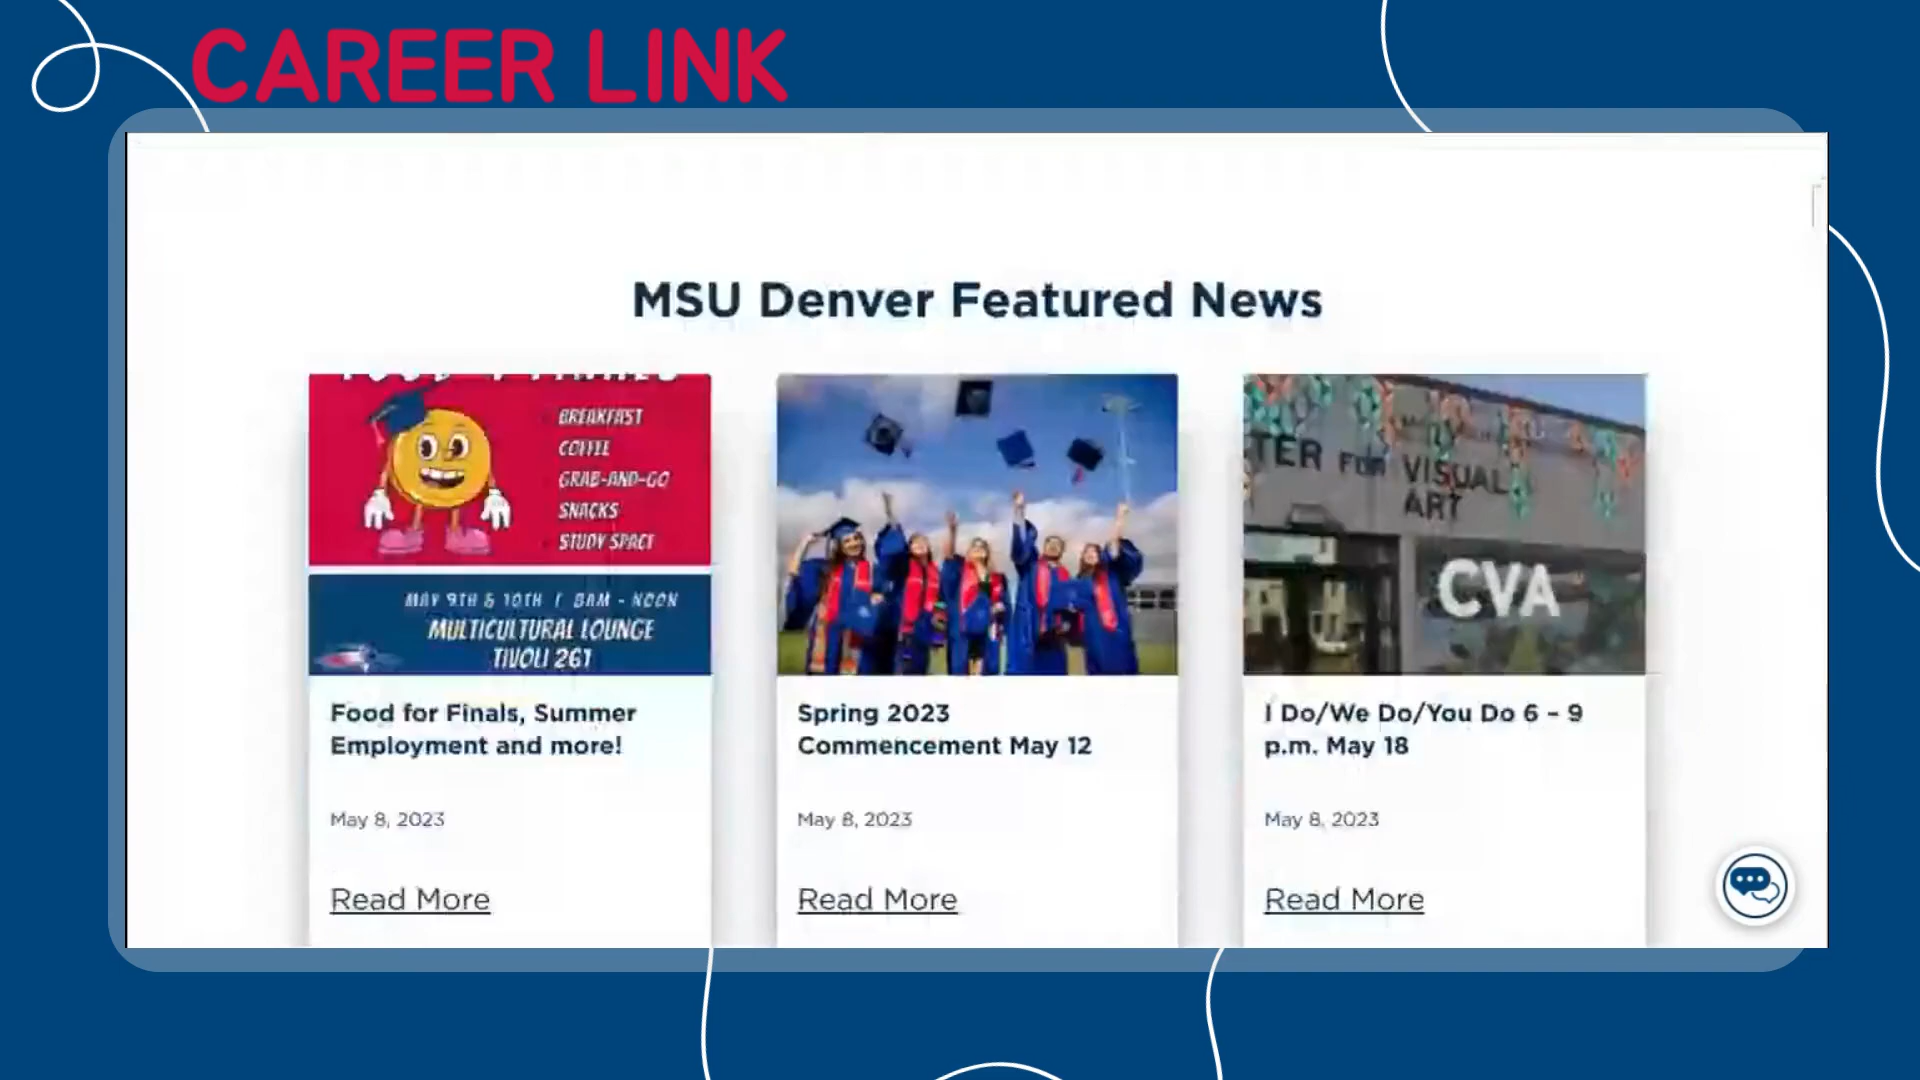 CAREER LINK
MSU Denver Featured News
BREAKFAST
COFFEE
GRAB-AND-GO
SNACKS
STUDY SPACE
MAY 9TH & 10TH / 8AM - NOON
MULTICULTURAL LOUNGE
TIVOLI 261
TER FOR VISUAL
ART
CVA
Food for Finals, Summer
Employment and more!
May 8, 2023
Read More
Spring 2023
Commencement May 12
May 8, 2023
Read More
I Do/We Do/You Do 6 – 9
p.m. May 18
May 8, 2023
Read More